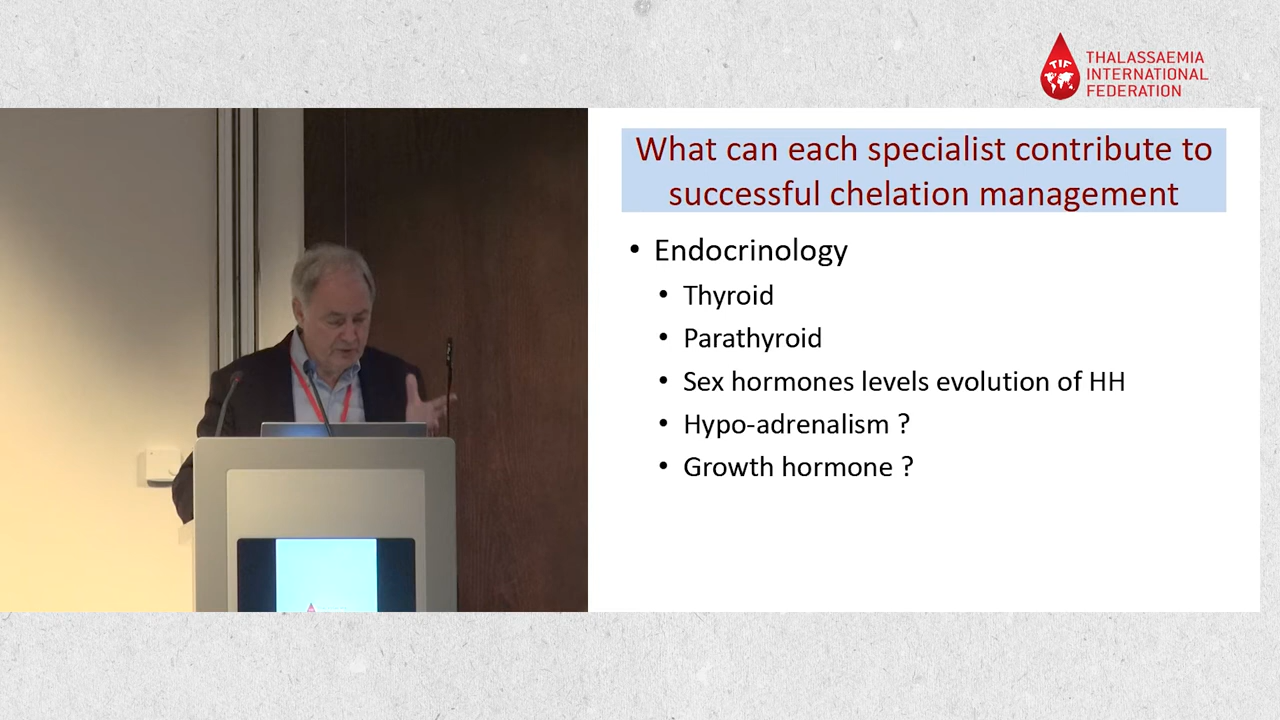 TIF
THALASSAEMIA
INTERNATIONAL
FEDERATION
What can each specialist contribute to
successful chelation management
• Endocrinology
• Thyroid
• Parathyroid
• Sex hormones levels evolution of HH
• Hypo-adrenalism ?
• Growth hormone ?